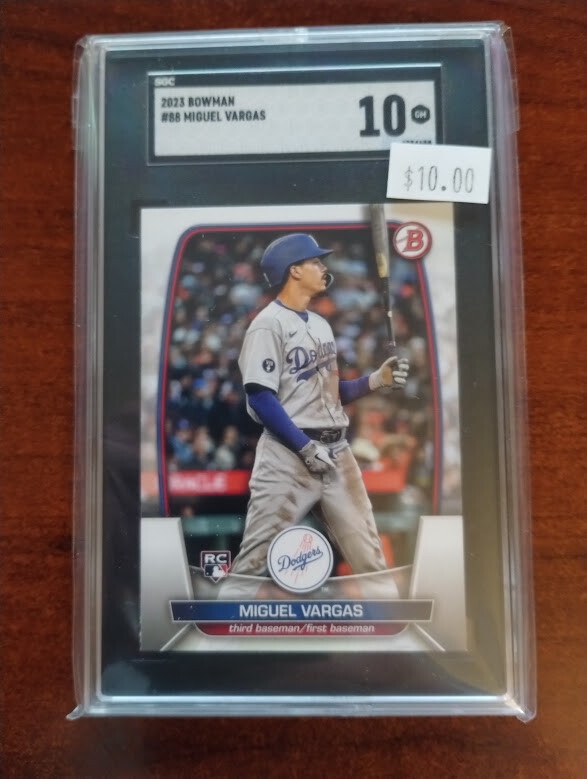 SGC
2023 BOWMAN
#88 MIGUEL VARGAS
10 GM
$10.00
B
Dodgers
RC
Dodgers
MIGUEL VARGAS
third baseman/first baseman